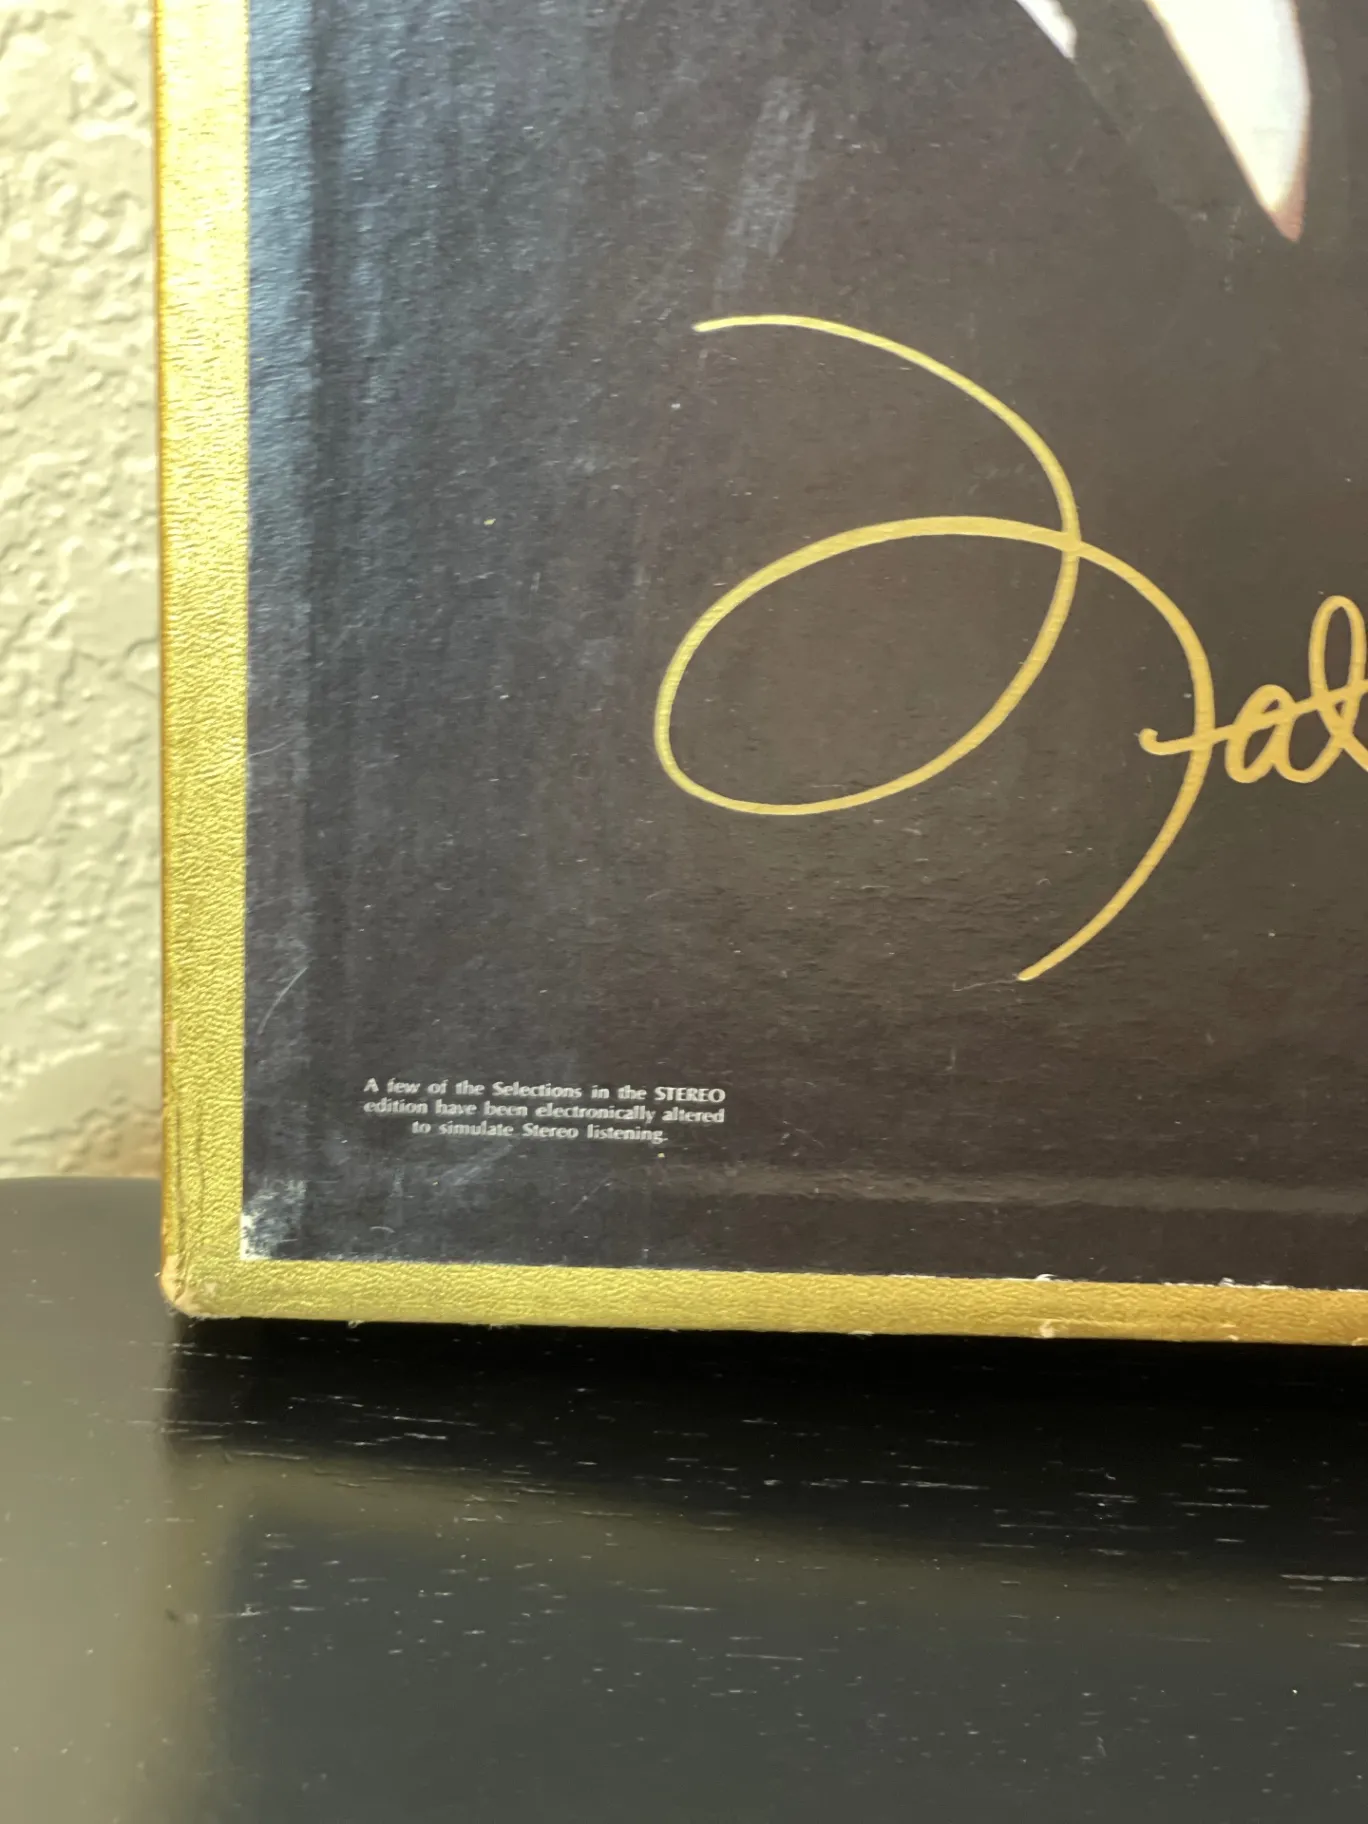 A few of the Selections in the STEREO
edition have been electronically altered
to simulate Stereo listening.